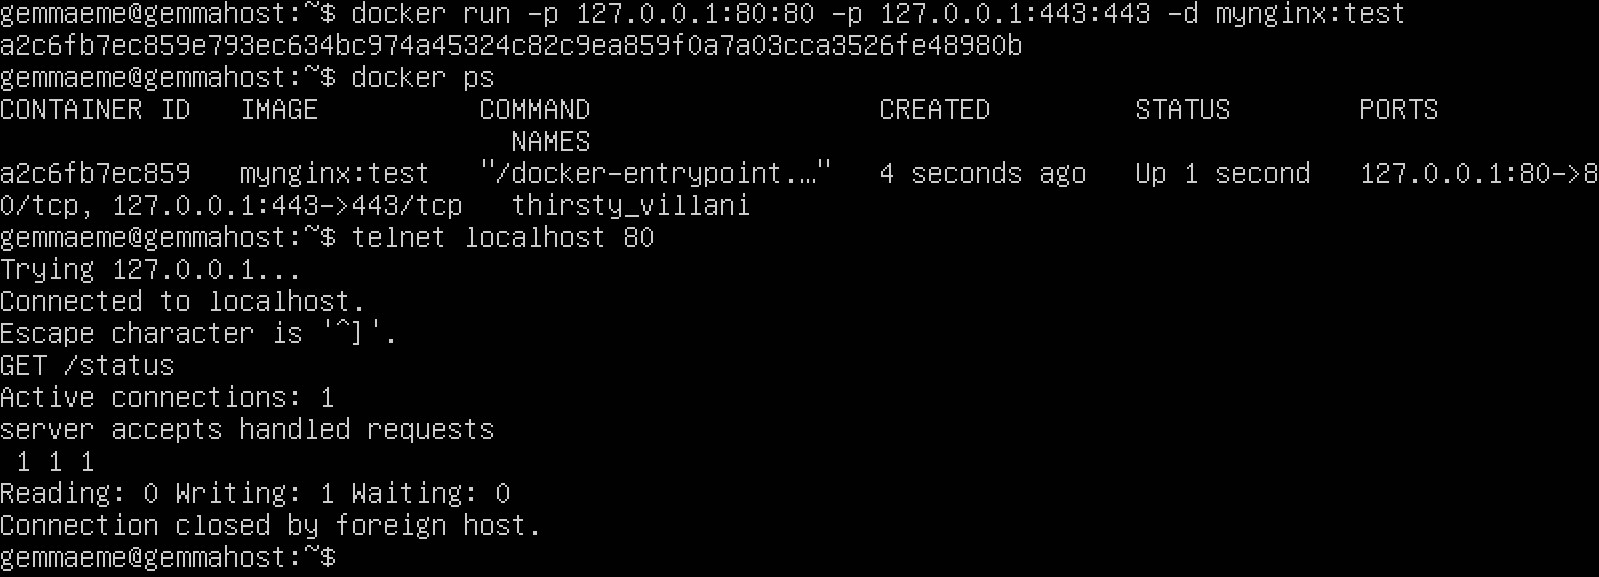 gemmaeme@gemmahost:~$ docker run -p 127.0.0.1:80:80 -p 127.0.0.1:443:443 -d mynginx:test
a2c6fb7ec859e793ec634bc974a45324c82c9ea859f0a7a03cca3526fe48980b
gemmaeme@gemmahost:~$ docker ps
CONTAINER ID   IMAGE          COMMAND                  CREATED         STATUS        PORTS
                                NAMES
a2c6fb7ec859   mynginx:test   "/docker-entrypoint.…"   4 seconds ago   Up 1 second   127.0.0.1:80->8
0/tcp, 127.0.0.1:443->443/tcp   thirsty_villani
gemmaeme@gemmahost:~$ telnet localhost 80
Trying 127.0.0.1...
Connected to localhost.
Escape character is '^]'.
GET /status
Active connections: 1
server accepts handled requests
 1 1 1
Reading: 0 Writing: 1 Waiting: 0
Connection closed by foreign host.
gemmaeme@gemmahost:~$